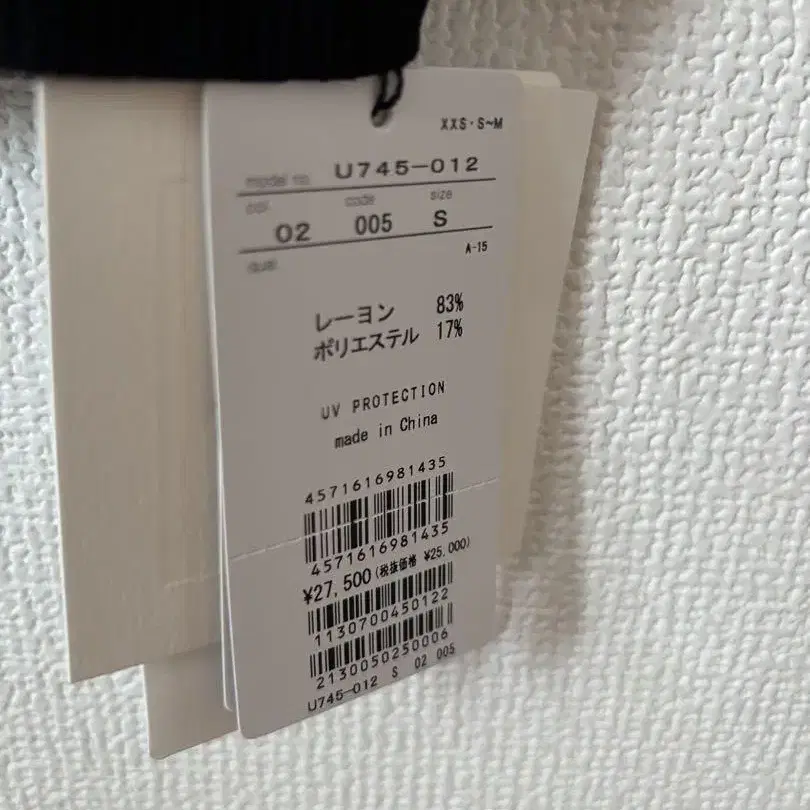 XXS・S~M
model no. U745-012
col. code size
02 005 S
qual. A-15
レーヨン 83%
ポリエステル 17%
UV PROTECTION
made in China
4571616981435
4571616981435
¥27,500(税抜価格 ¥25,000)
1130700450122
2130050250006
U745-012 S 02 005